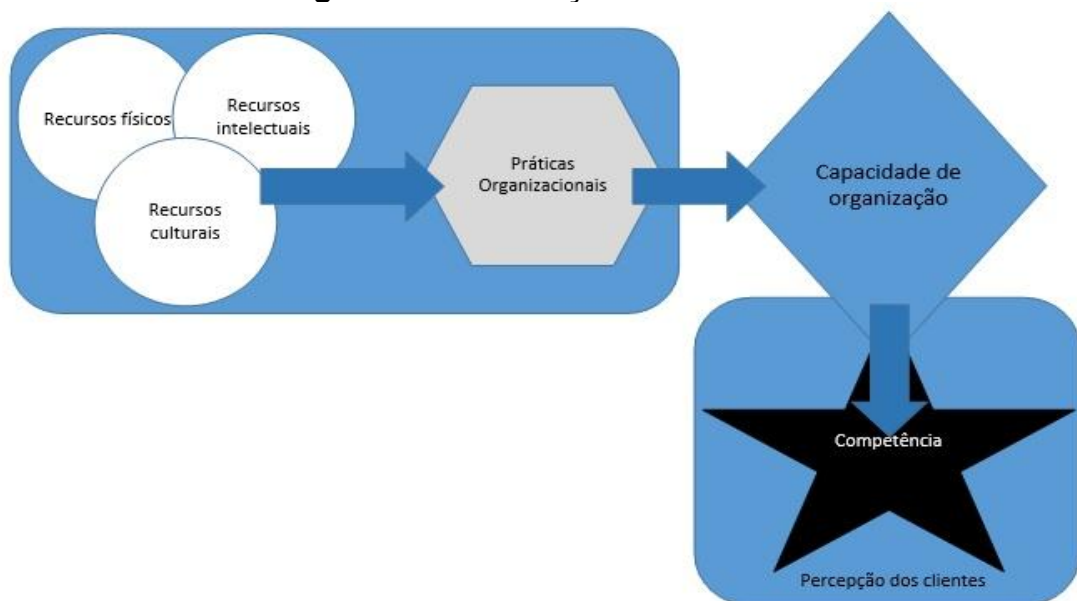 Recursos físicos
Recursos
intelectuais
Recursos
culturais
Práticas
Organizacionais
Capacidade de
organização
Competência
Percepção dos clientes